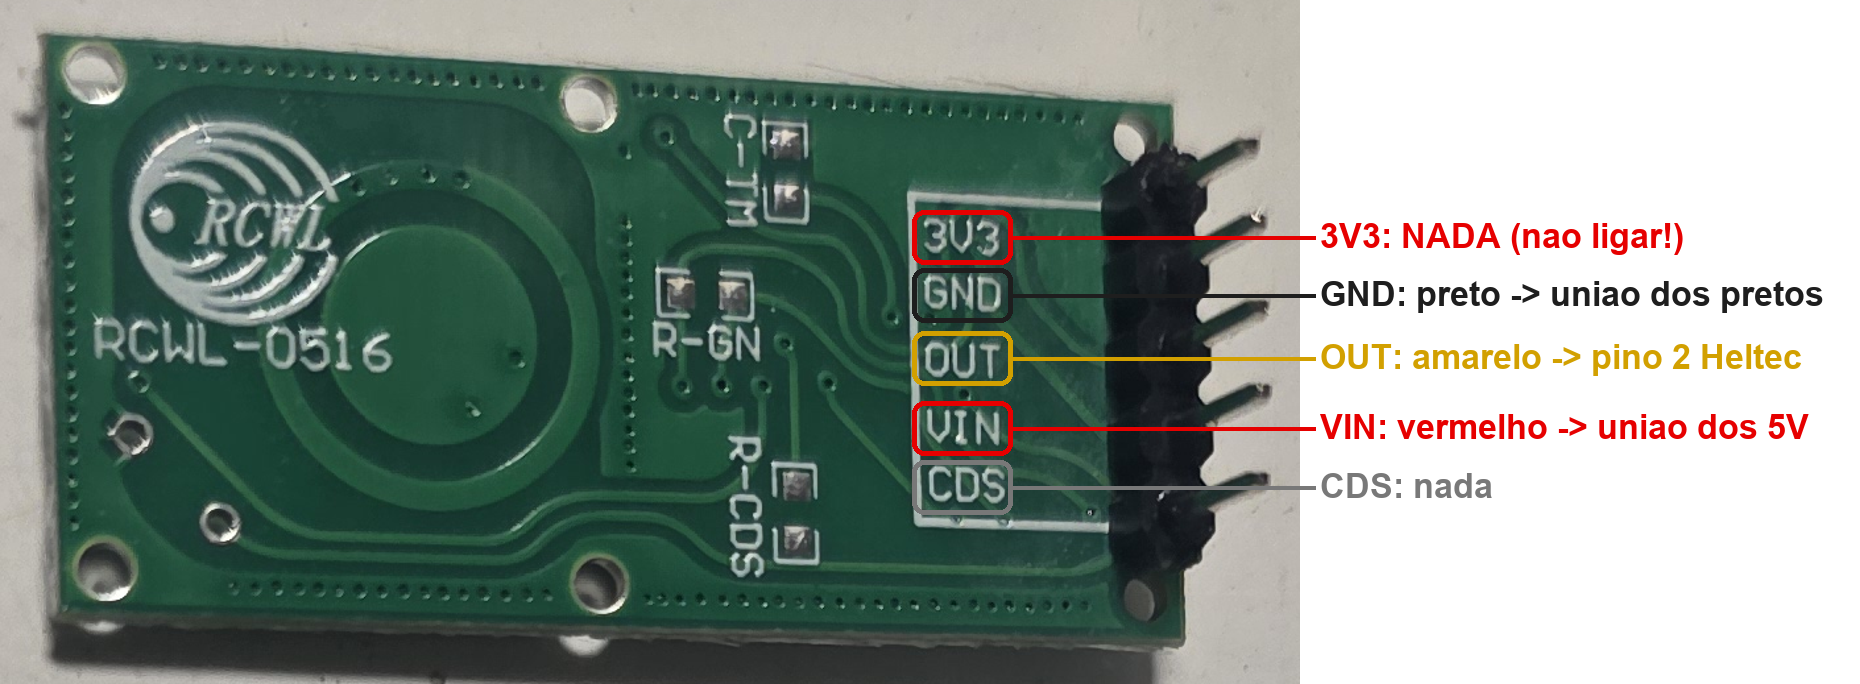 RCWL
RCWL-0516
C-TM
R-GN
R-CDS
3V3
GND
OUT
VIN
CDS
3V3: NADA (nao ligar!)
GND: preto -> uniao dos pretos
OUT: amarelo -> pino 2 Heltec
VIN: vermelho -> uniao dos 5V
CDS: nada